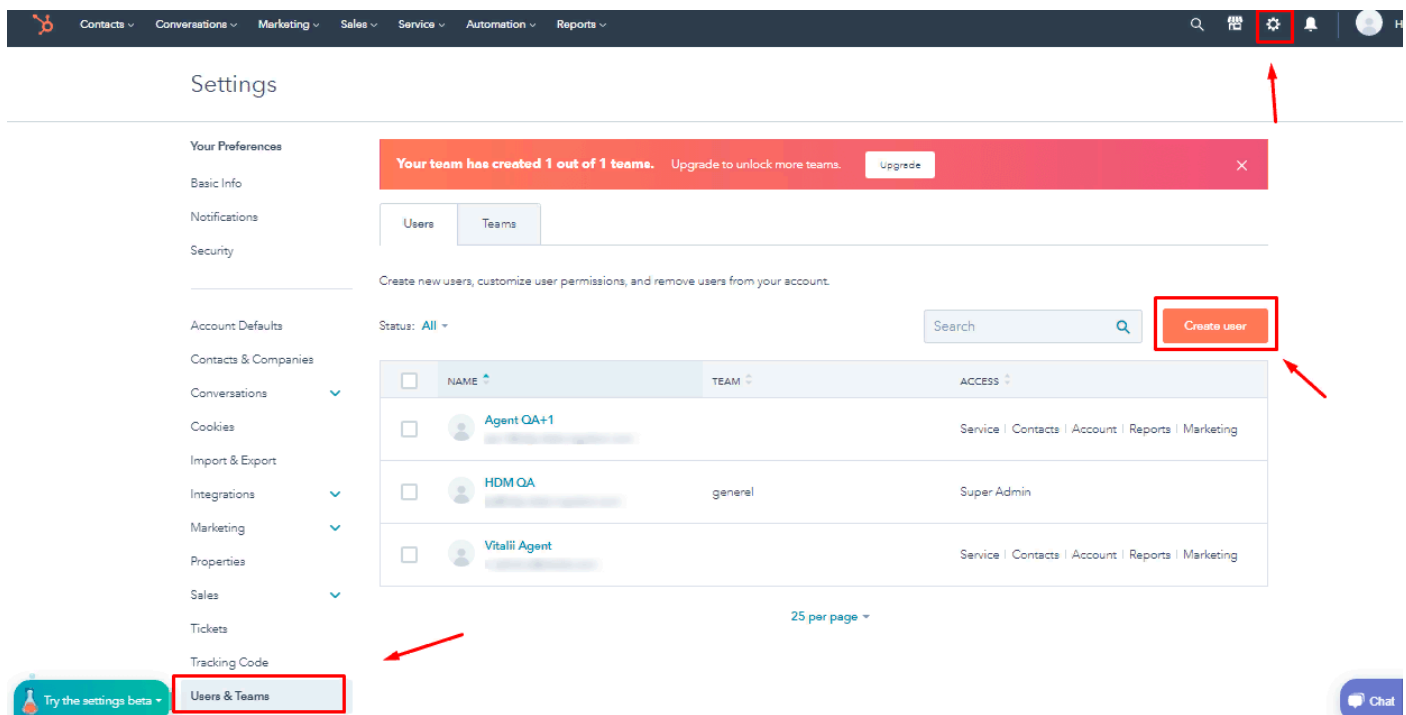 Contacts Conversations Marketing Sales Service Automation Reports
Settings
Your Preferences
Basic Info
Notifications
Security
Account Defaults
Contacts & Companies
Conversations
Cookies
Import & Export
Integrations
Marketing
Properties
Sales
Tickets
Tracking Code
Users & Teams
Try the settings beta
Your team has created 1 out of 1 teams. Upgrade to unlock more teams. Upgrade
Users Teams
Create new users, customize user permissions, and remove users from your account.
Status: All Search Create user
NAME TEAM ACCESS
Agent QA+1
Service | Contacts | Account | Reports | Marketing
HDM QA
generel Super Admin
Vitalii Agent
Service | Contacts | Account | Reports | Marketing
25 per page
Chat